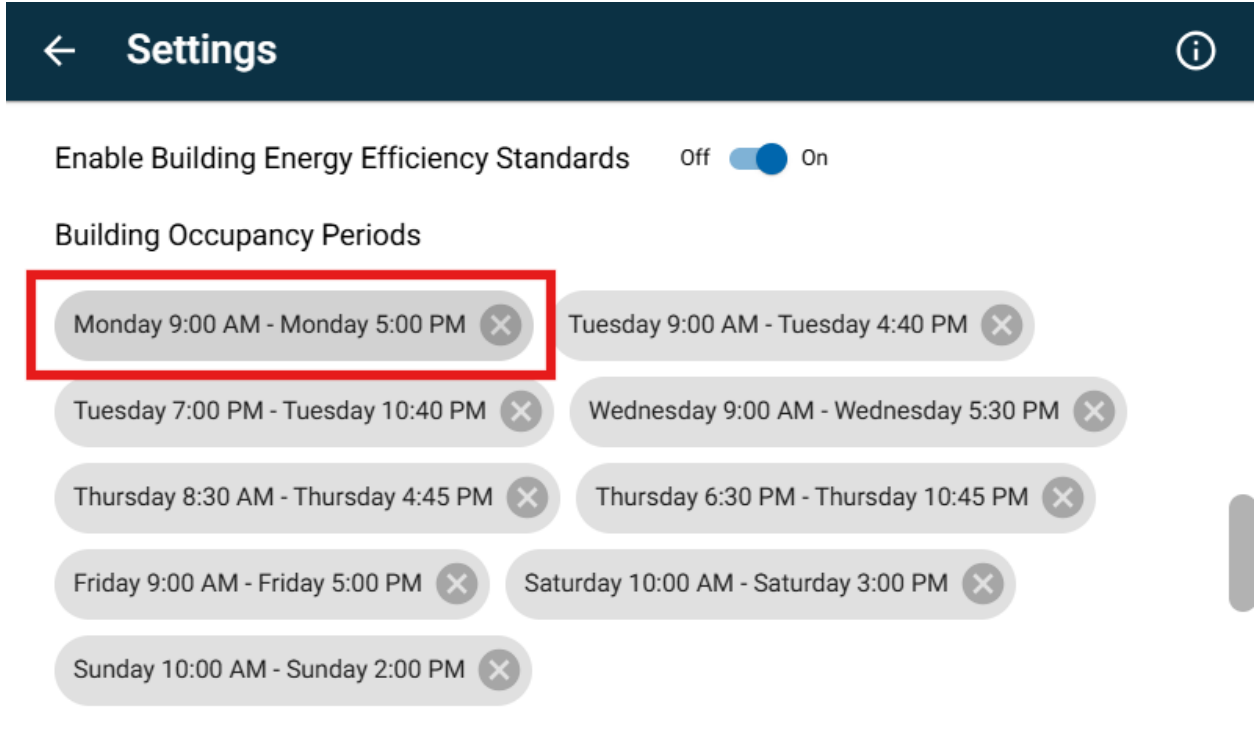 Settings
Enable Building Energy Efficiency Standards Off On
Building Occupancy Periods
Monday 9:00 AM - Monday 5:00 PM Tuesday 9:00 AM - Tuesday 4:40 PM
Tuesday 7:00 PM - Tuesday 10:40 PM Wednesday 9:00 AM - Wednesday 5:30 PM
Thursday 8:30 AM - Thursday 4:45 PM Thursday 6:30 PM - Thursday 10:45 PM
Friday 9:00 AM - Friday 5:00 PM Saturday 10:00 AM - Saturday 3:00 PM
Sunday 10:00 AM - Sunday 2:00 PM